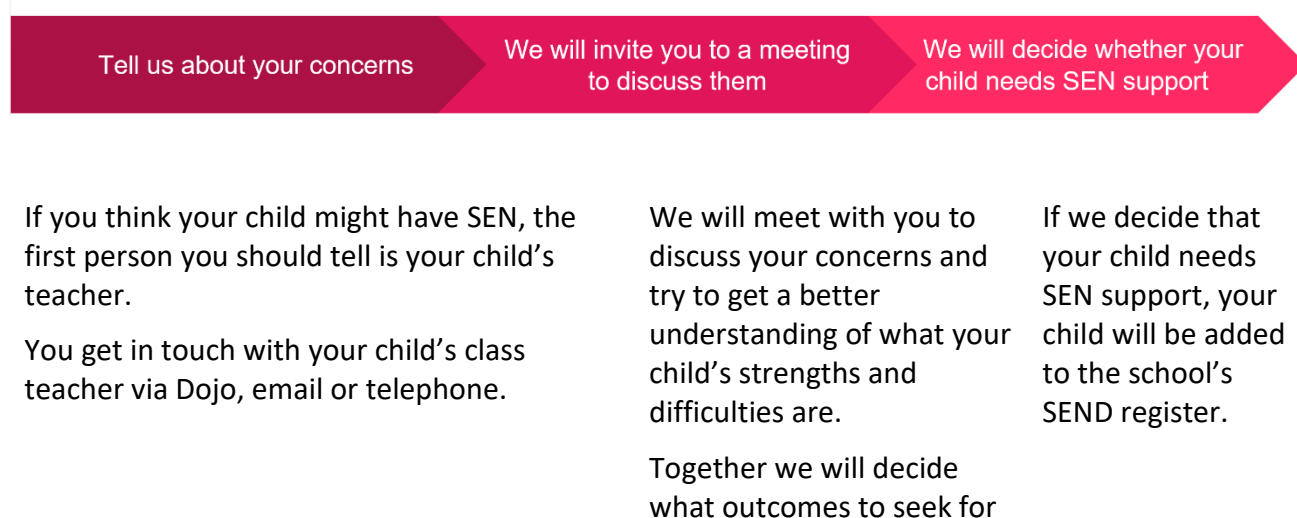 Tell us about your concerns
We will invite you to a meeting
to discuss them
We will decide whether your
child needs SEN support
If you think your child might have SEN, the
first person you should tell is your child's
teacher.
You get in touch with your child's class
teacher via Dojo, email or telephone.
We will meet with you to
discuss your concerns and
try to get a better
understanding of what your
child's strengths and
difficulties are.
Together we will decide
what outcomes to seek for
If we decide that
your child needs
SEN support, your
child will be added
to the school's
SEND register.